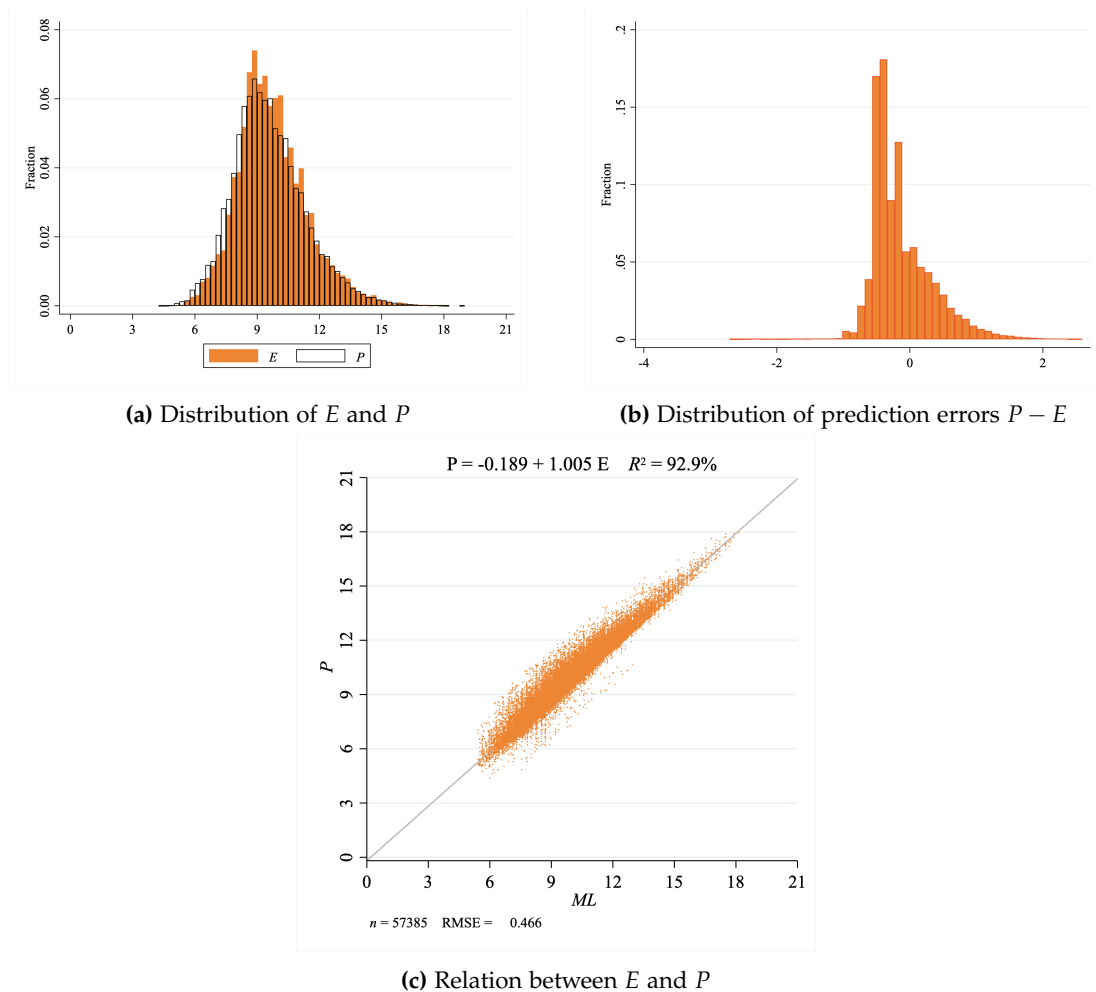 0.08
0.06
0.04
0.02
0.00
Fraction
0 3 6 9 12 15 18 21
E P
.2
.15
.1
.05
0
Fraction
-4 -2 0 2
(a) Distribution of E and P
(b) Distribution of prediction errors P − E
P = -0.189 + 1.005 E R² = 92.9%
21
18
15
12
9
6
3
0
P
0 3 6 9 12 15 18 21
ML
n = 57385 RMSE = 0.466
(c) Relation between E and P